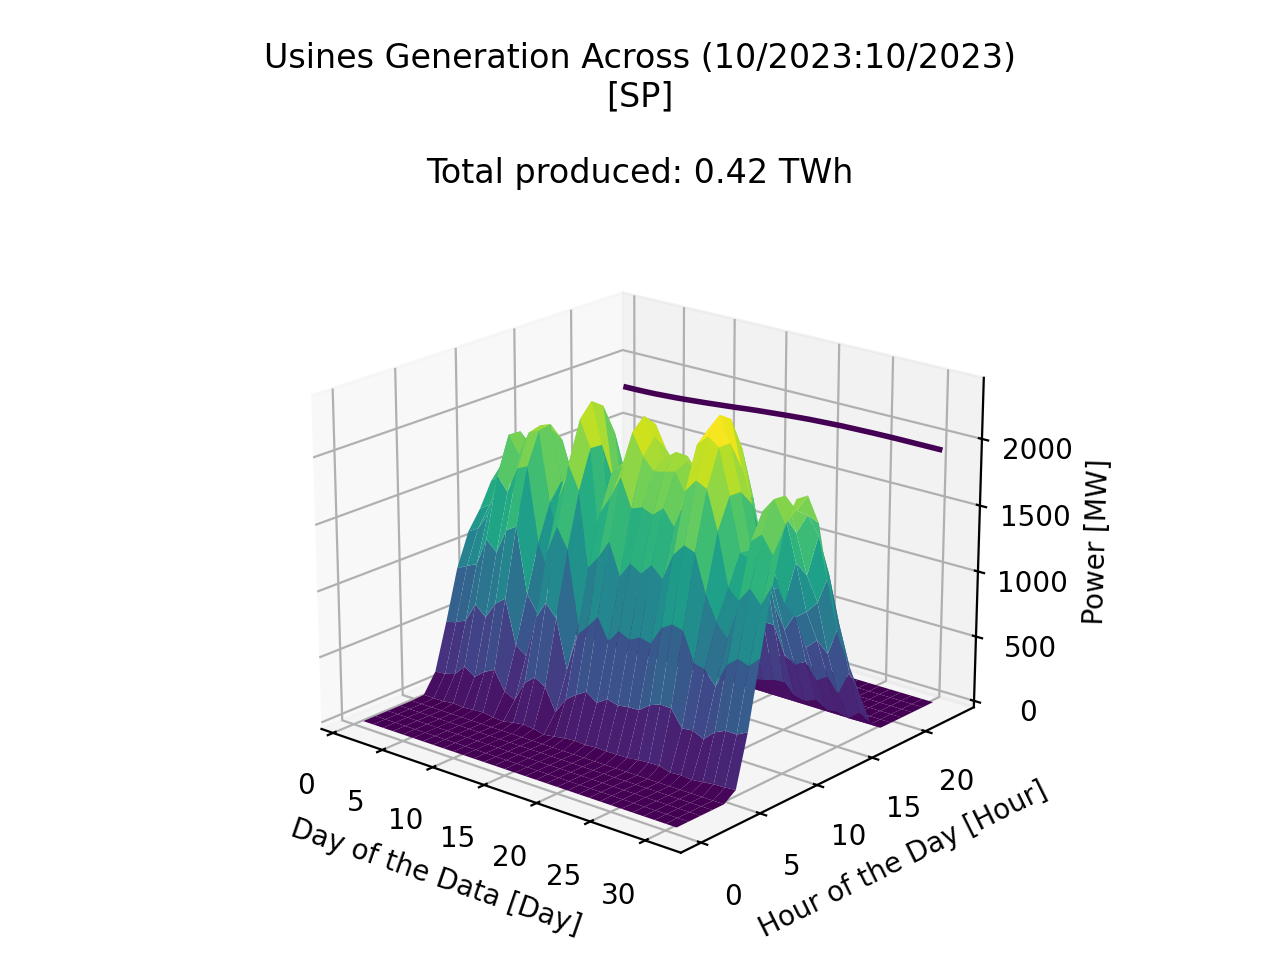 Usines Generation Across (10/2023:10/2023)
[SP]
Total produced: 0.42 TWh
2000
1500
1000
500
0
Power [MW]
0
5
10
15
20
25
30
Day of the Data [Day]
0
5
10
15
20
Hour of the Day [Hour]